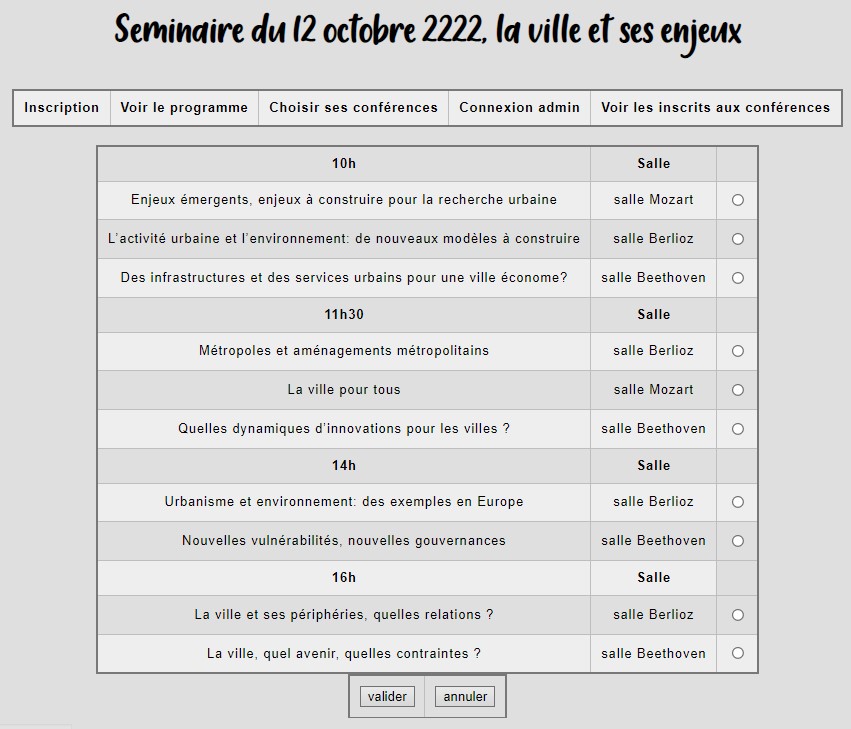 Seminaire du 12 octobre 2222, la ville et ses enjeux
Inscription Voir le programme Choisir ses conférences Connexion admin Voir les inscrits aux conférences
10h Salle
Enjeux émergents, enjeux à construire pour la recherche urbaine salle Mozart
L'activité urbaine et l'environnement: de nouveaux modèles à construire salle Berlioz
Des infrastructures et des services urbains pour une ville économe? salle Beethoven
11h30 Salle
Métropoles et aménagements métropolitains salle Berlioz
La ville pour tous salle Mozart
Quelles dynamiques d'innovations pour les villes ? salle Beethoven
14h Salle
Urbanisme et environnement: des exemples en Europe salle Berlioz
Nouvelles vulnérabilités, nouvelles gouvernances salle Beethoven
16h Salle
La ville et ses périphéries, quelles relations ? salle Berlioz
La ville, quel avenir, quelles contraintes ? salle Beethoven
valider annuler